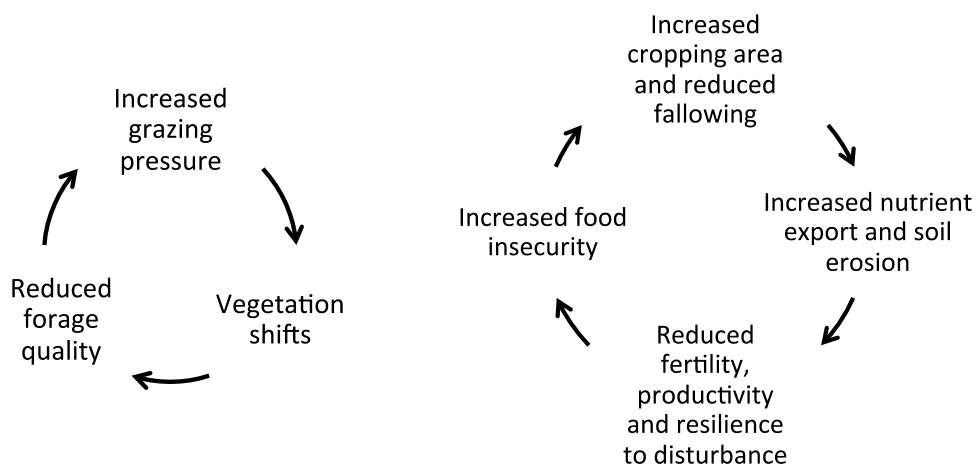 Increased
grazing
pressure
Vegetation
shifts
Reduced
forage
quality
Increased
cropping area
and reduced
fallowing
Increased nutrient
export and soil
erosion
Reduced
fertility,
productivity
and resilience
to disturbance
Increased food
insecurity